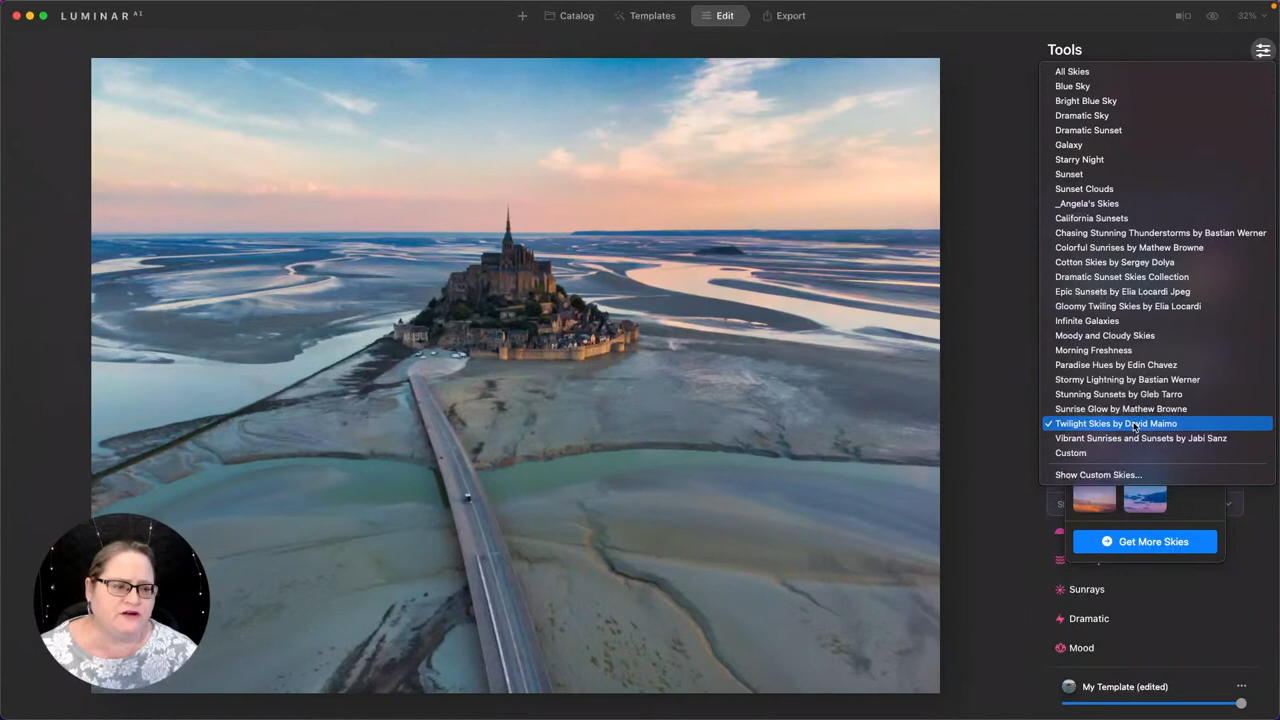 LUMINAR AI
Catalog
Templates
Edit
Export
32%
Tools
All Skies
Blue Sky
Bright Blue Sky
Dramatic Sky
Dramatic Sunset
Galaxy
Starry Night
Sunset
Sunset Clouds
_Angela's Skies
California Sunsets
Chasing Stunning Thunderstorms by Bastian Werner
Colorful Sunrises by Mathew Browne
Cotton Skies by Sergey Dolya
Dramatic Sunset Skies Collection
Epic Sunsets by Elia Locardi Jpeg
Gloomy Twiling Skies by Elia Locardi
Infinite Galaxies
Moody and Cloudy Skies
Morning Freshness
Paradise Hues by Edin Chavez
Stormy Lightning by Bastian Werner
Stunning Sunsets by Gleb Tarro
Sunrise Glow by Mathew Browne
Twilight Skies by David Maimo
Vibrant Sunrises and Sunsets by Jabi Sanz
Custom
Show Custom Skies...
Get More Skies
Sunrays
Dramatic
Mood
My Template (edited)